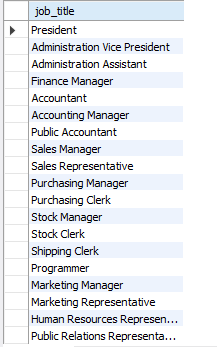 job_title
President
Administration Vice President
Administration Assistant
Finance Manager
Accountant
Accounting Manager
Public Accountant
Sales Manager
Sales Representative
Purchasing Manager
Purchasing Clerk
Stock Manager
Stock Clerk
Shipping Clerk
Programmer
Marketing Manager
Marketing Representative
Human Resources Represen...
Public Relations Representa...